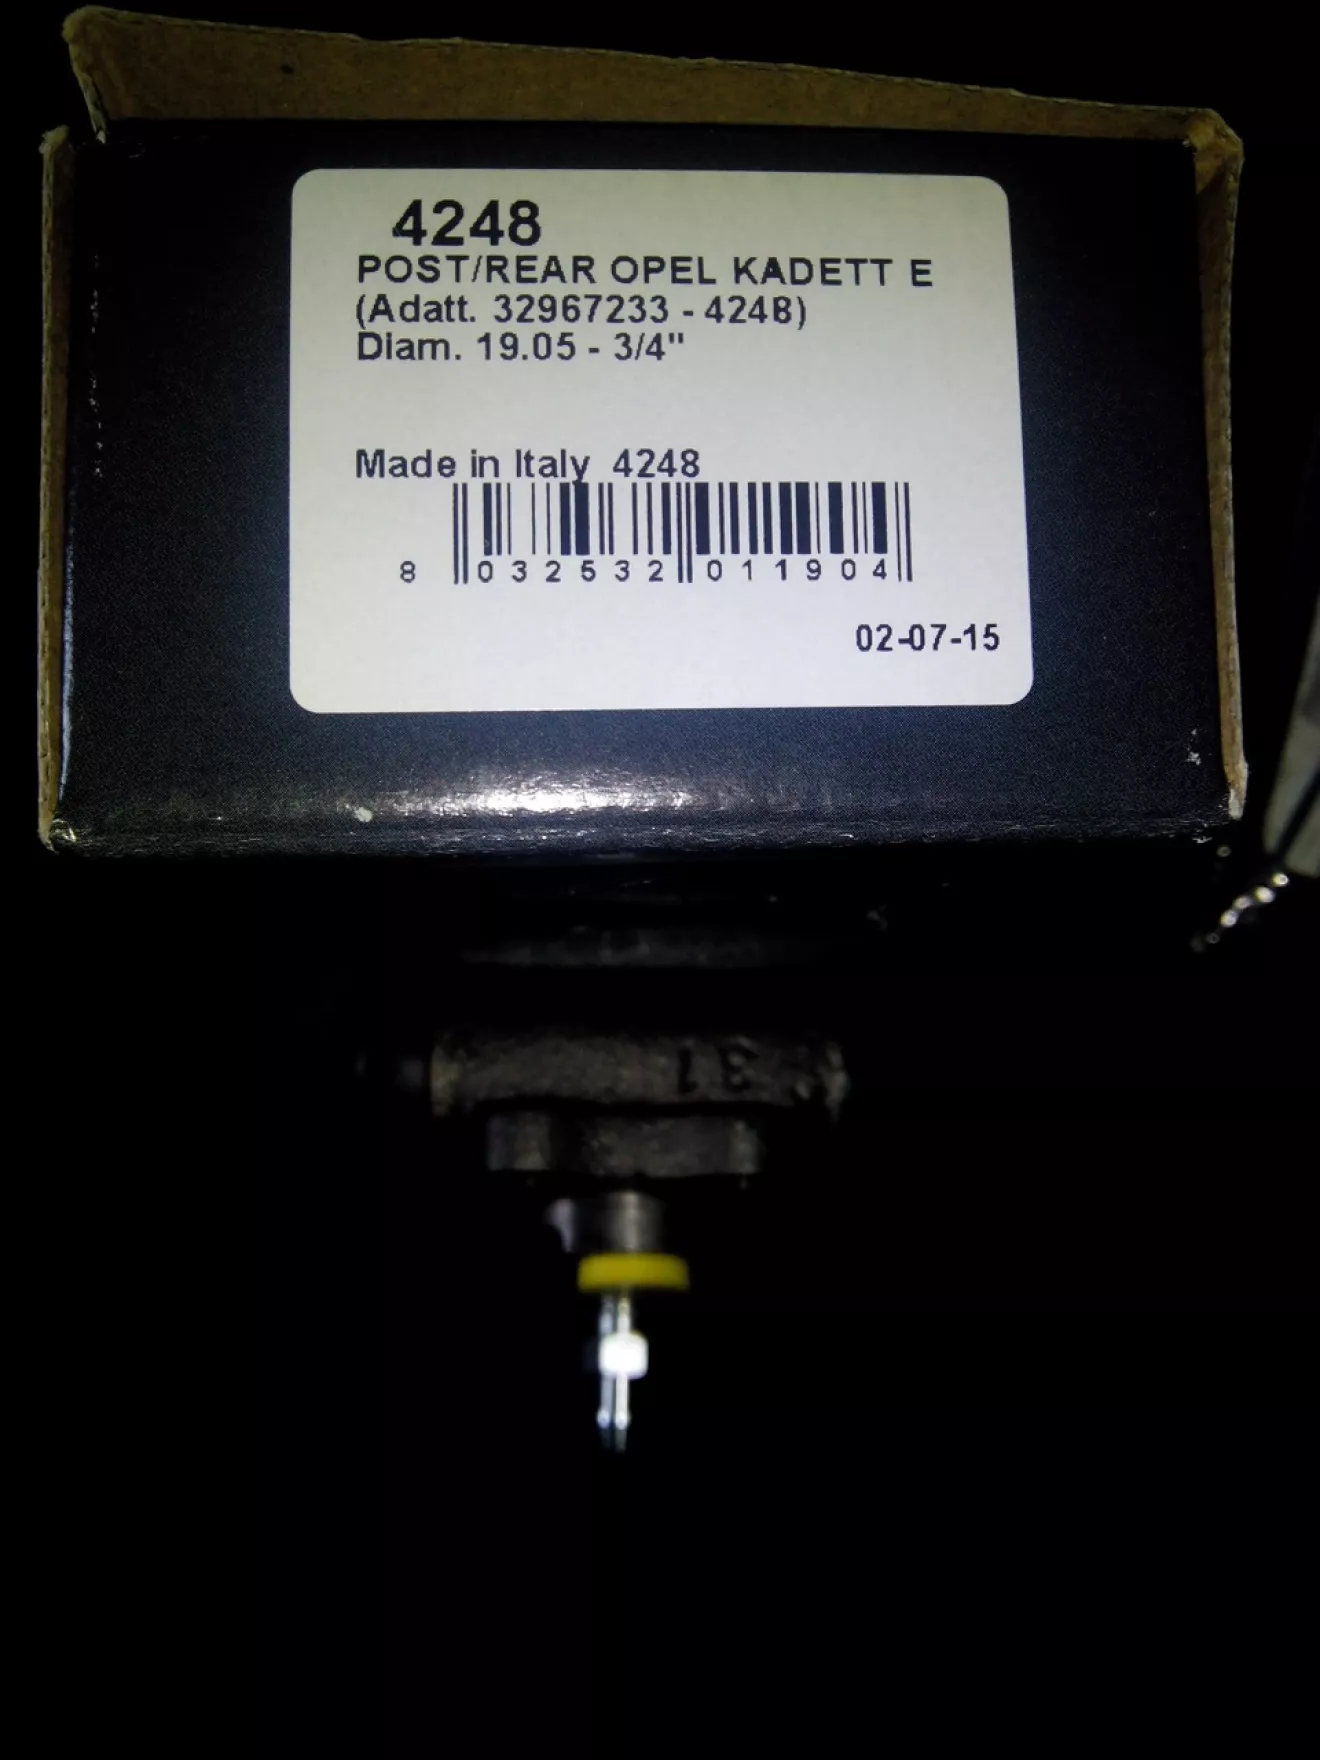 4248
POST/REAR OPEL KADETT E
(Adatt. 32967233 - 4248)
Diam. 19.05 - 3/4"
Made in Italy 4248
8 032532 011904
02-07-15
31